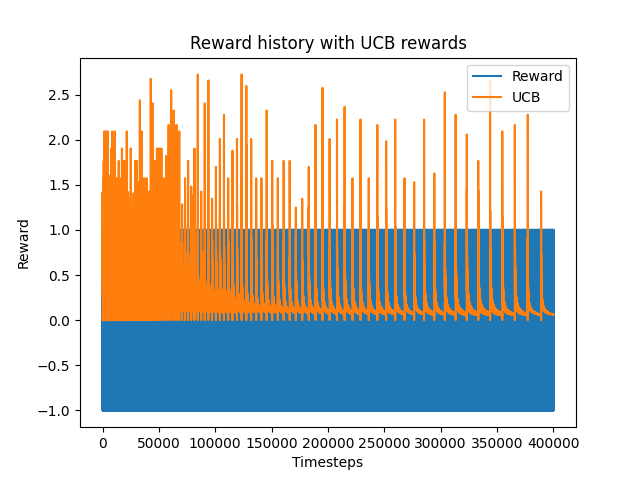 Reward history with UCB rewards
Reward
UCB
2.5
2.0
1.5
1.0
0.5
0.0
−0.5
−1.0
Reward
0 50000 100000 150000 200000 250000 300000 350000 400000
Timesteps